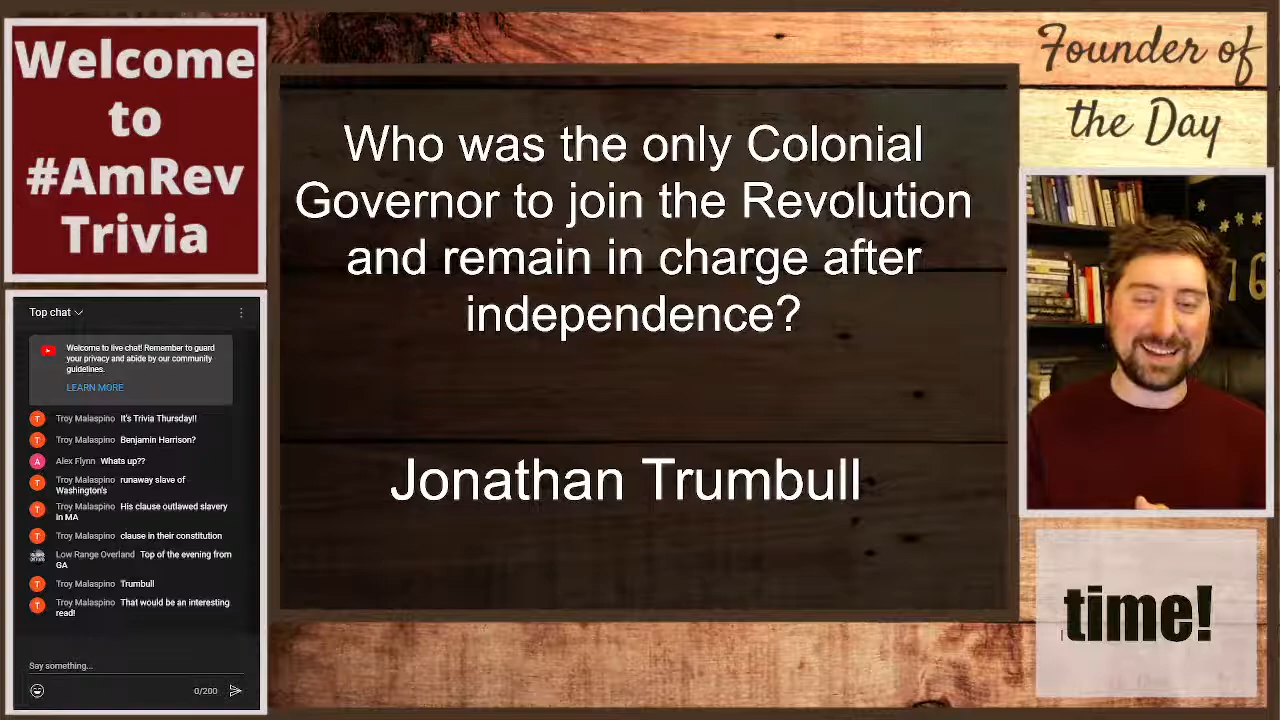 Welcome
to
#AmRev
Trivia
Who was the only Colonial
Governor to join the Revolution
and remain in charge after
independence?
Jonathan Trumbull
Founder of
the Day
Top chat
Welcome to live chat! Remember to guard
your privacy and abide by our community
guidelines.
LEARN MORE
T Troy Malaspino It's Trivia Thursday!!
T Troy Malaspino Benjamin Harrison?
A Alex Flynn Whats up??
T Troy Malaspino runaway slave of
Washington's
T Troy Malaspino His clause outlawed slavery
in MA
T Troy Malaspino clause in their constitution
Low Range Overland Top of the evening from
GA
T Troy Malaspino Trumbull
T Troy Malaspino That would be an interesting
read!
Say something...
0/200
time!